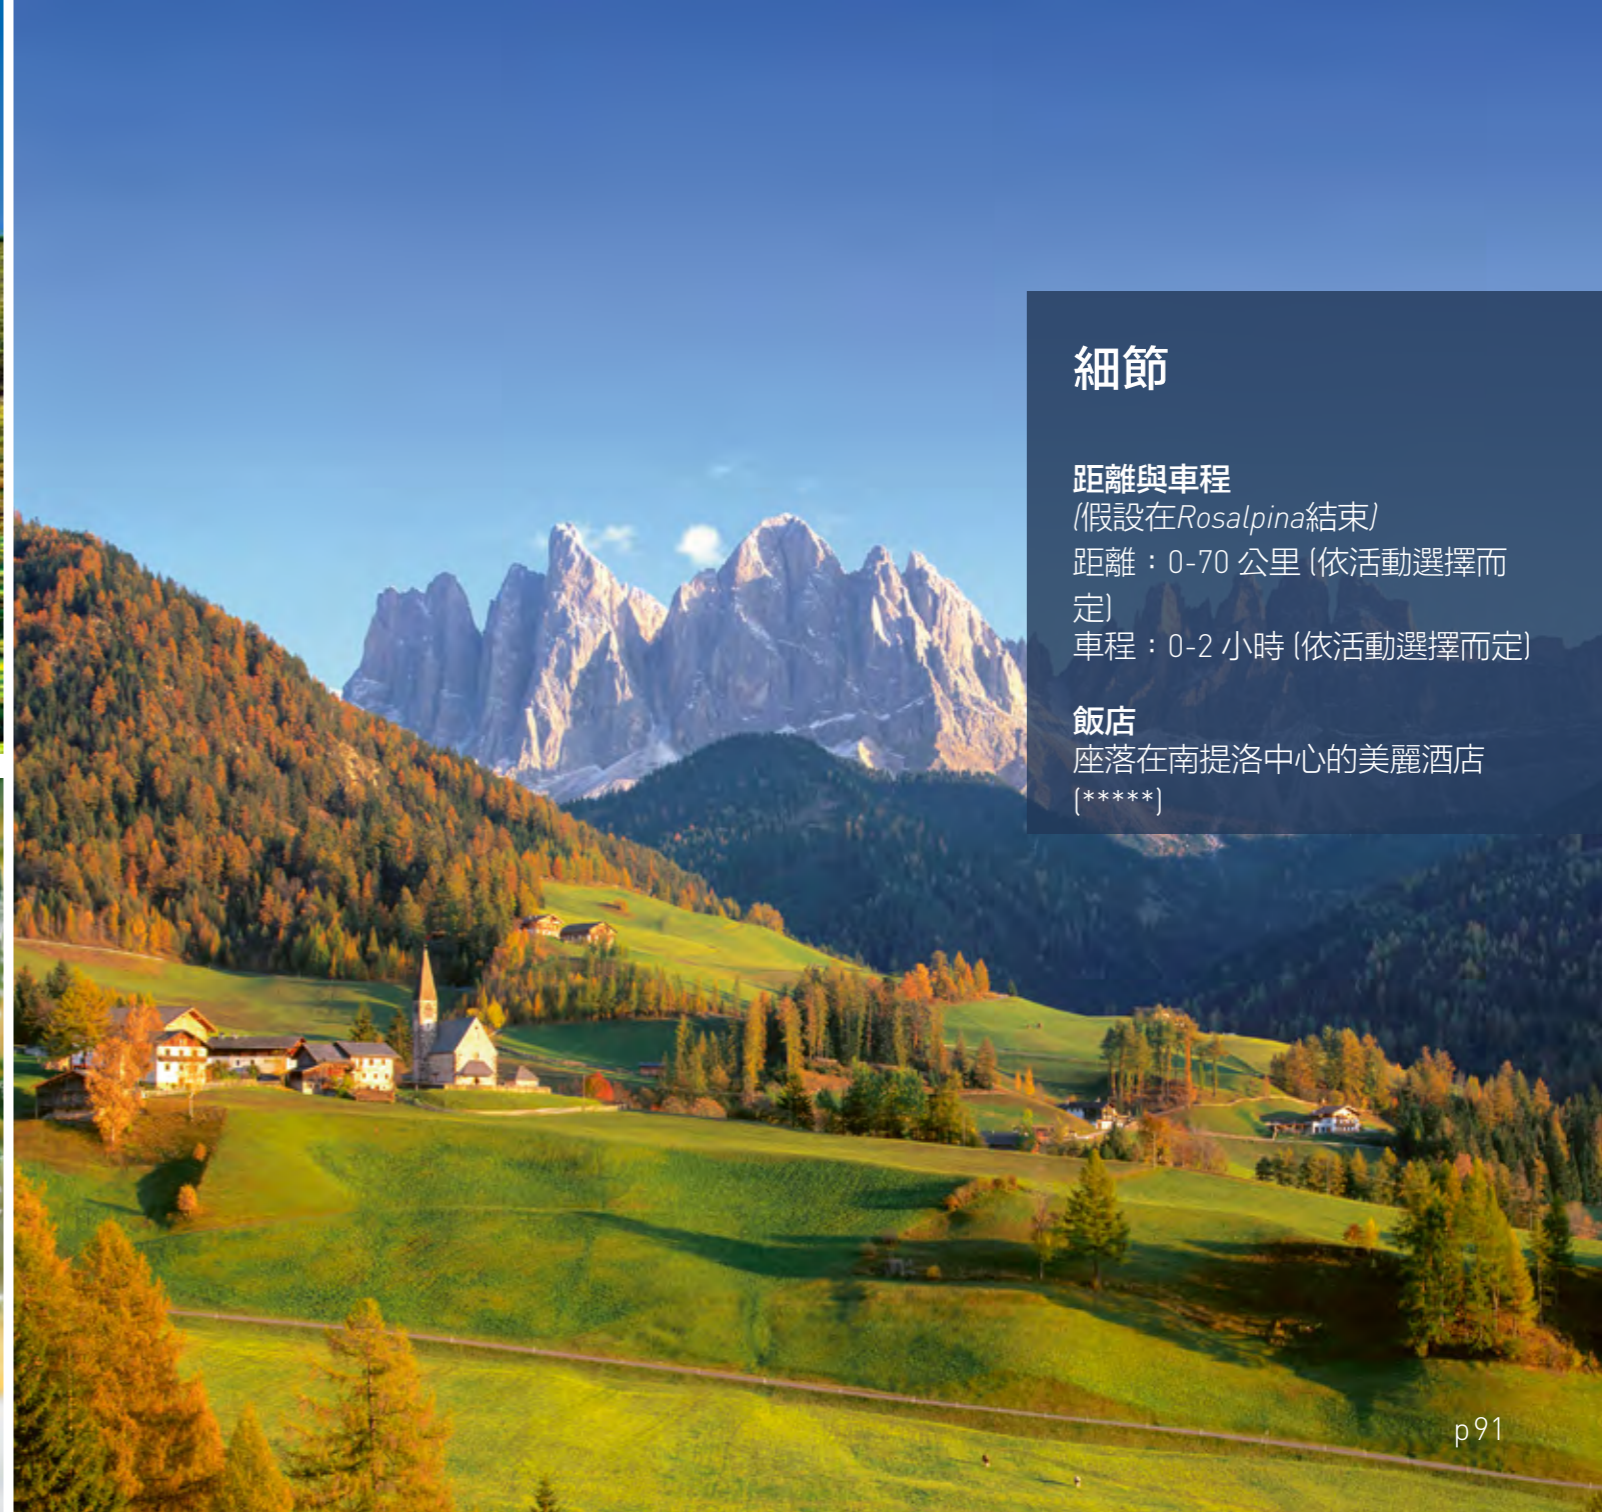 細節
距離與車程
(假設在Rosalpina結束)
距離：0-70 公里 (依活動選擇而
定)
車程：0-2 小時 (依活動選擇而定)
飯店
座落在南提洛中心的美麗酒店
(*****)
p91